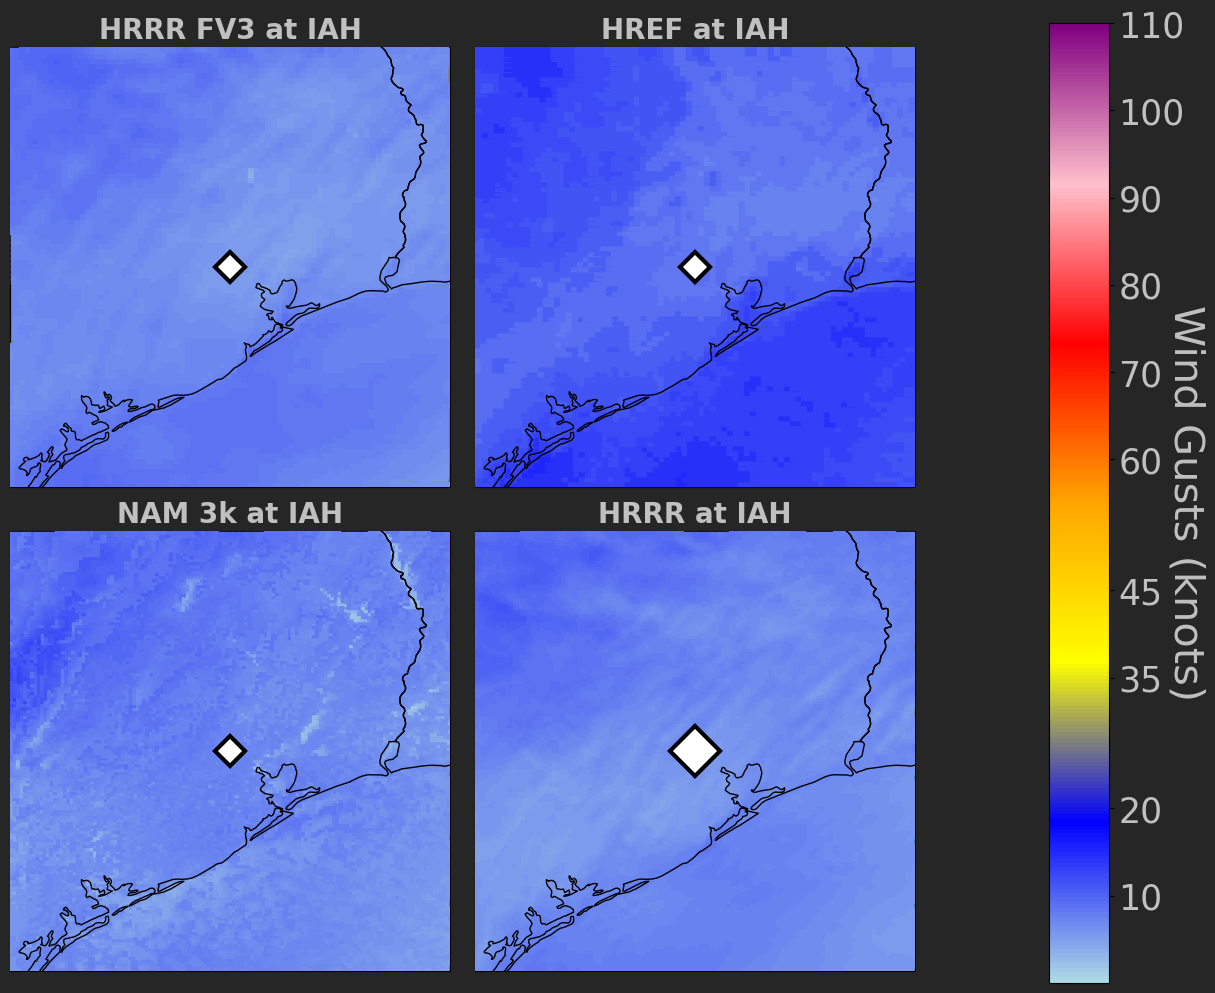 HRRR FV3 at IAH
HREF at IAH
NAM 3k at IAH
HRRR at IAH
110
100
90
80
70
60
45
35
20
10
Wind Gusts (knots)